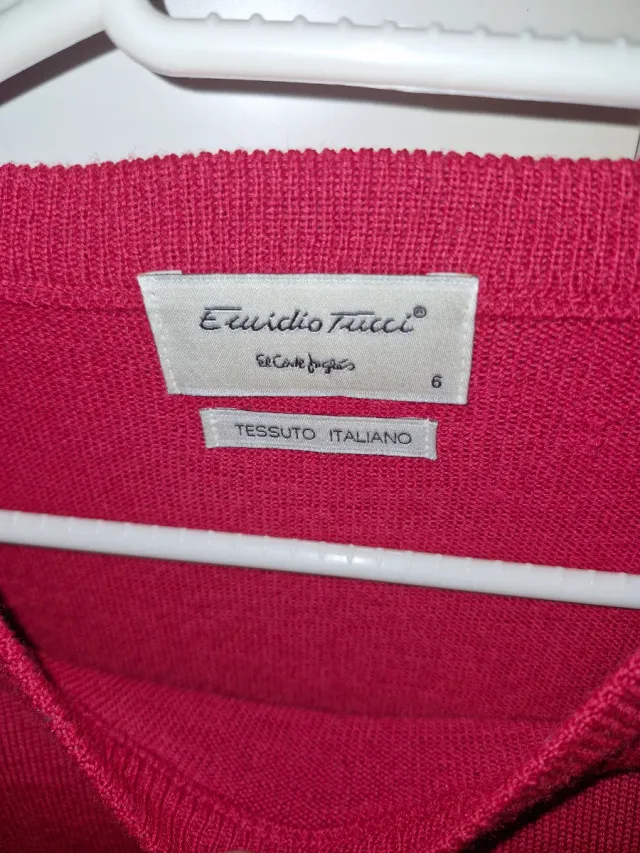 Emidio Tucci®
El Corte Inglés
6
TESSUTO ITALIANO